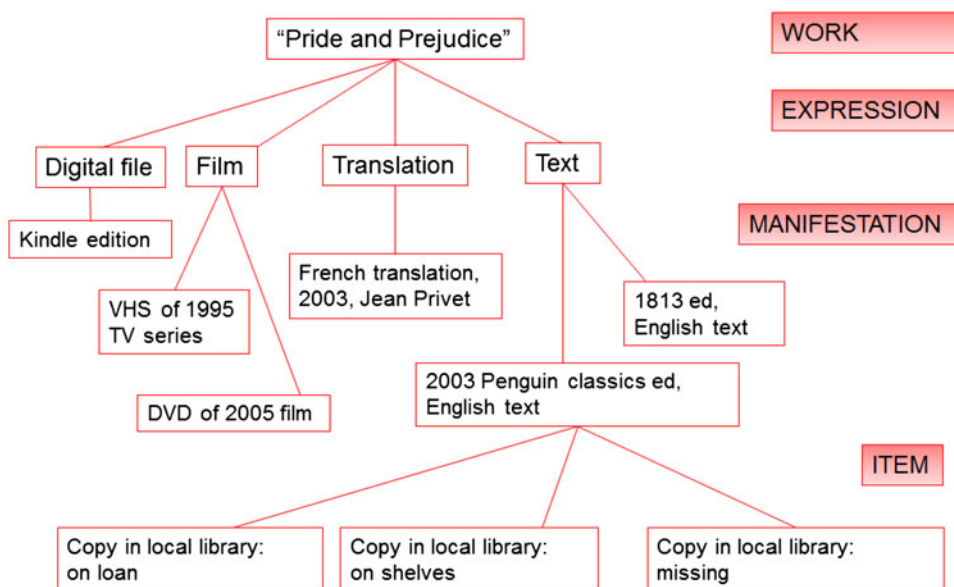 “Pride and Prejudice”
WORK
EXPRESSION
Digital file
Film
Translation
Text
MANIFESTATION
Kindle edition
French translation,
2003, Jean Privet
VHS of 1995
TV series
1813 ed,
English text
2003 Penguin classics ed,
English text
DVD of 2005 film
ITEM
Copy in local library:
on loan
Copy in local library:
on shelves
Copy in local library:
missing